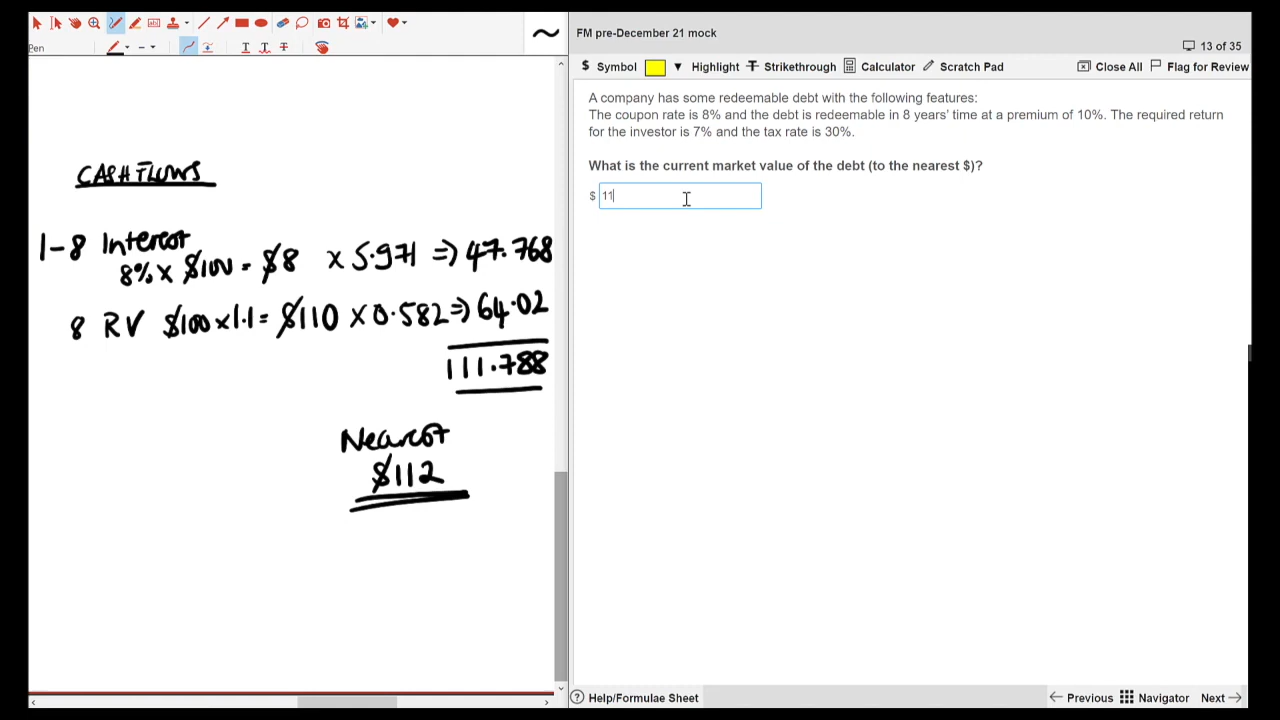 Pen
CASH FLOWS
1-8 Interest
8% x $100 = $8 x 5.971 => 47.768
8 RV $100 x 1.1 = $110 x 0.582 => 64.02
111.788
Nearest
$112
FM pre-December 21 mock
13 of 35
$ Symbol Highlight Strikethrough Calculator Scratch Pad Close All Flag for Review
A company has some redeemable debt with the following features:
The coupon rate is 8% and the debt is redeemable in 8 years' time at a premium of 10%. The required return
for the investor is 7% and the tax rate is 30%.
What is the current market value of the debt (to the nearest $)?
$ 11
Help/Formulae Sheet Previous Navigator Next